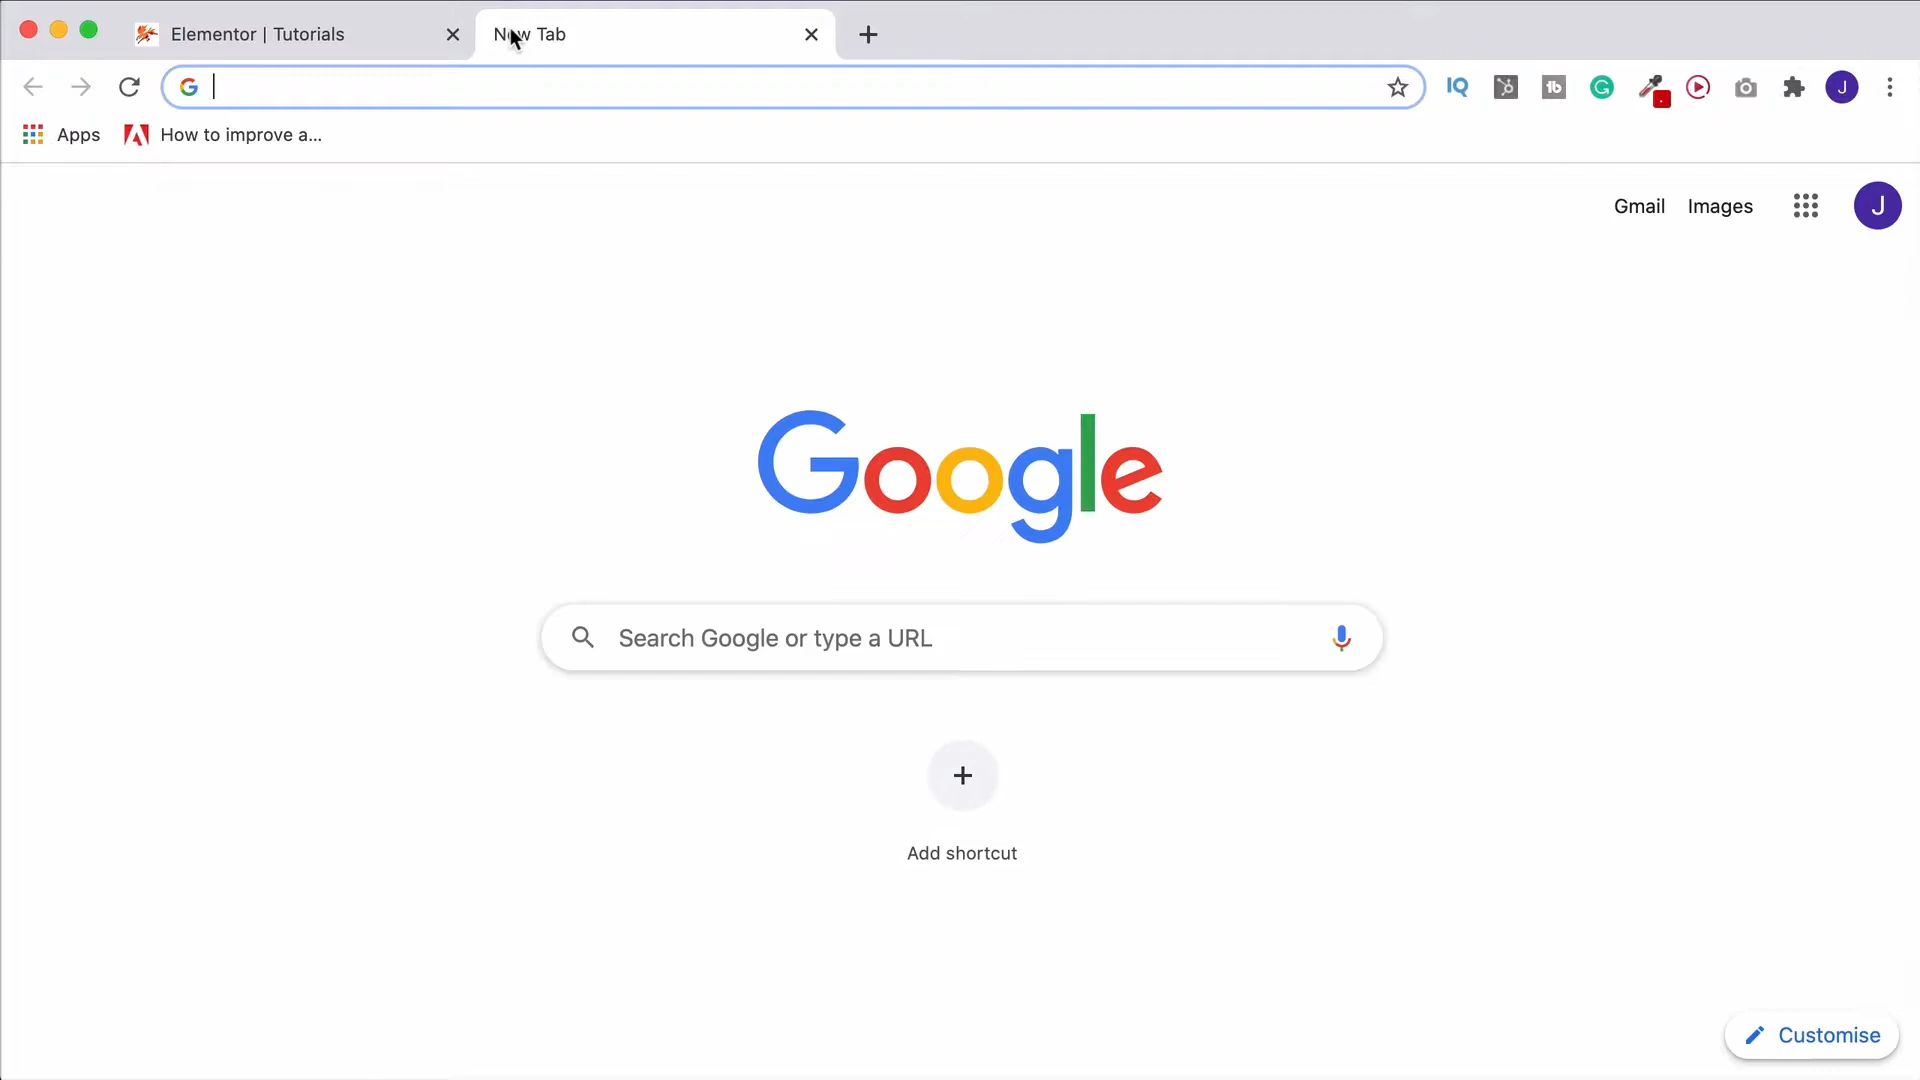 Elementor | Tutorials
New Tab
IQ
Apps
How to improve a...
Gmail
Images
J
Google
Search Google or type a URL
Add shortcut
Customise